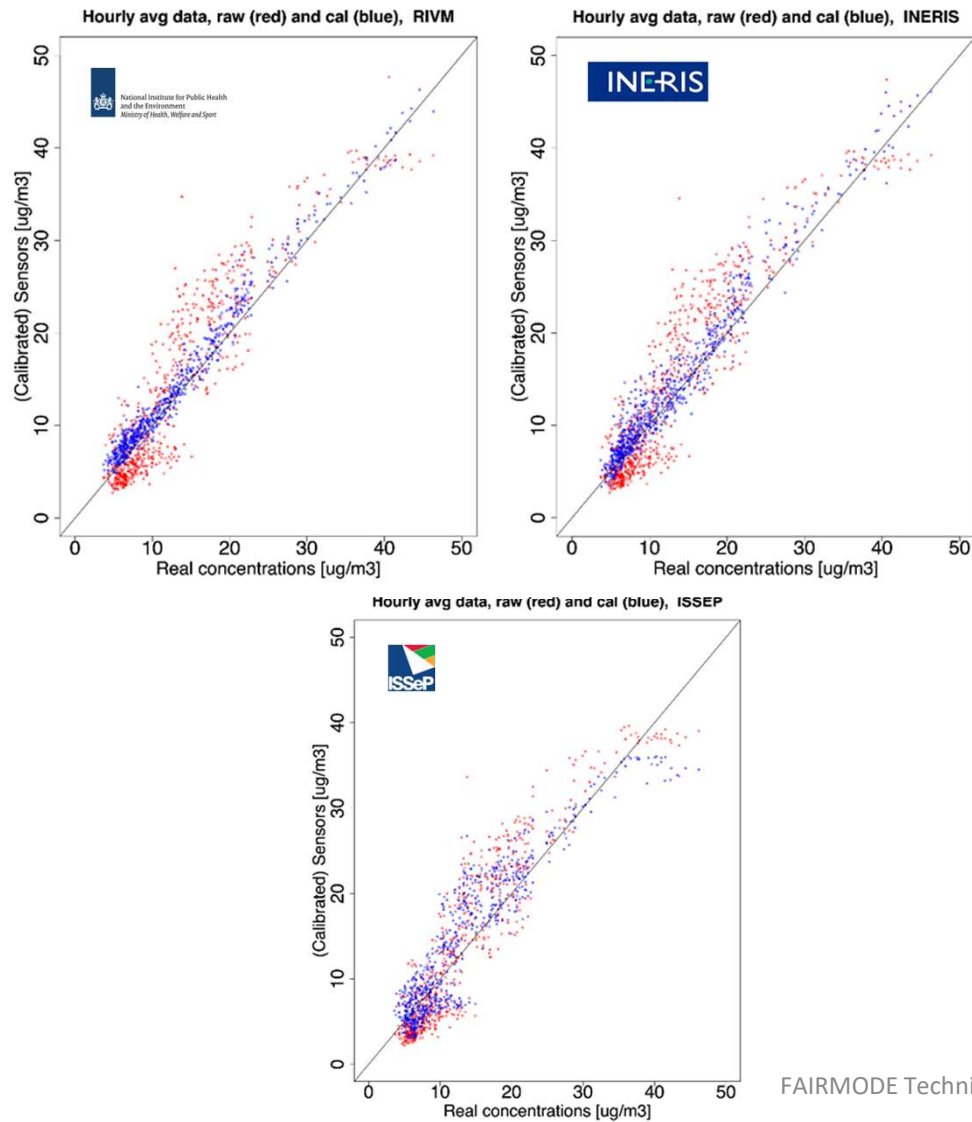 Hourly avg data, raw (red) and cal (blue), RIVM
National Institute for Public Health
and the Environment
Ministry of Health, Welfare and Sport
(Calibrated) Sensors [ug/m3]
50
40
30
20
10
0
0 10 20 30 40 50
Real concentrations [ug/m3]
Hourly avg data, raw (red) and cal (blue), INERIS
INERIS
(Calibrated) Sensors [ug/m3]
50
40
30
20
10
0
0 10 20 30 40 50
Real concentrations [ug/m3]
Hourly avg data, raw (red) and cal (blue), ISSEP
ISSeP
(Calibrated) Sensors [ug/m3]
50
40
30
20
10
0
0 10 20 30 40 50
Real concentrations [ug/m3]
FAIRMODE Techni